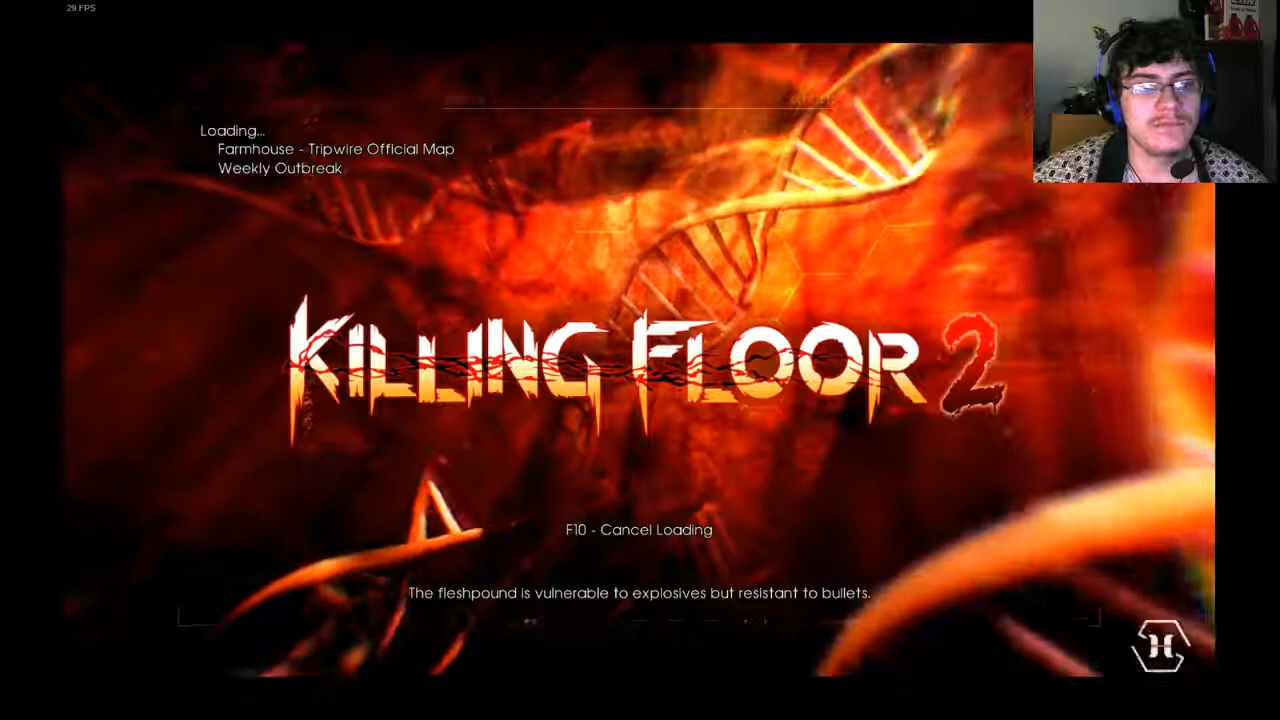 29 FPS
Loading...
Farmhouse - Tripwire Official Map
Weekly Outbreak
KILLING FLOOR 2
F10 - Cancel Loading
The fleshpound is vulnerable to explosives but resistant to bullets.